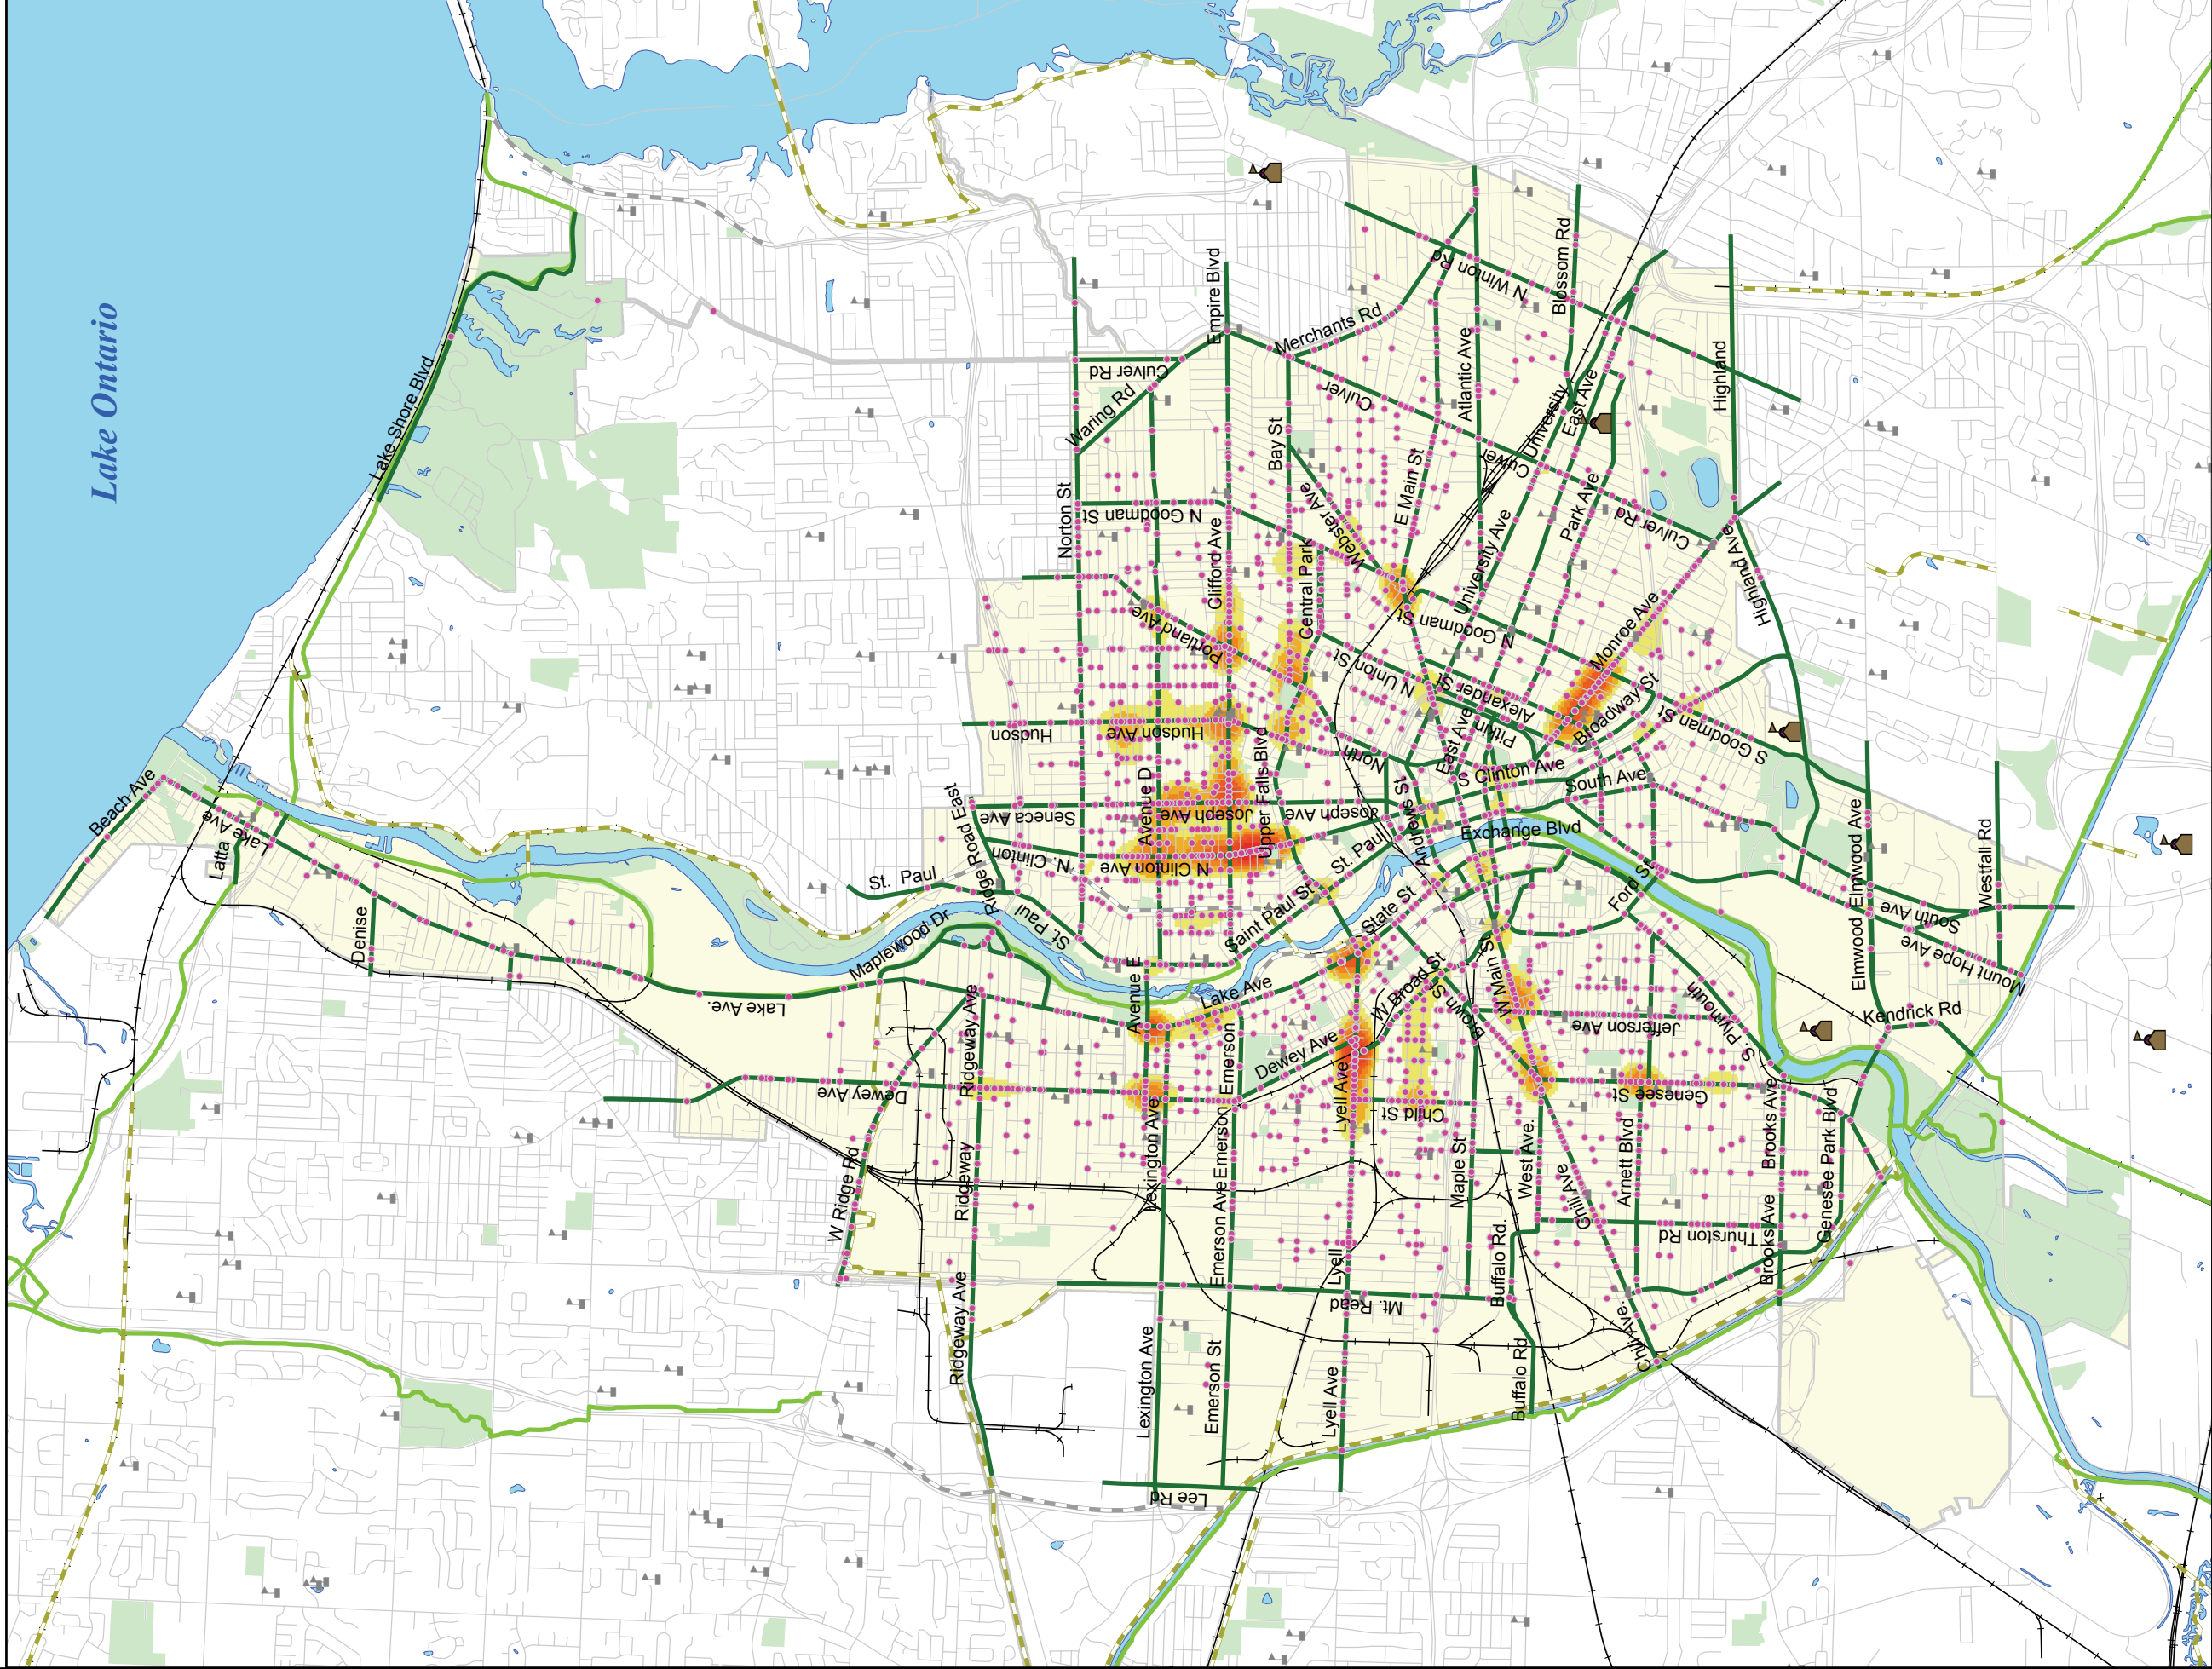 Lake Ontario
Lake Shore Blvd
Beach Ave
Lake Ave
Latta
Lake
Denise
Lake Ave.
St. Paul
Maplewood Dr
Ridge Road East
St. Paul
Seneca Ave
N. Clinton
Hudson
Norton St
Culver Rd
Waring Rd
N Goodman St
Empire Blvd
Merchants Rd
Clifford Ave
Portland Ave
Bay St
Culver
Webster Ave
Webster
Central Park
Hudson Ave
Avenue D
Joseph Ave
N Clinton Ave
Upper Falls Blvd
Joseph Ave
North
N Union St
N Winton Rd
Atlantic Ave
Blossom Rd
E Main St
University
East Ave
Culver
University Ave
Park Ave
Culver Rd
Highland
Highland Ave
N Goodman St
Monroe Ave
Alexander St
Pitkin
East Ave
Broadway St
S Goodman St
S Clinton Ave
South Ave
Andrews St
Exchange Blvd
St. Paul
Saint Paul St
State St
Ford St
Elmwood Ave
Elmwood
Westfall Rd
South Ave
Mount Hope Ave
Kendrick Rd
Avenue E
Lake Ave
Dewey Ave
W Broad St
Brown St
W Main St
Jefferson Ave
S. Plymouth
Ridgeway Ave
Dewey Ave
Emerson
Lexington Ave
Emerson
Lyell Ave
Child St
Genesee St
Brooks Ave
Genesee Park Blvd
W Ridge Rd
Ridgeway
Emerson Ave
Maple St
West Ave.
Chili Ave
Arnett Blvd
Thurston Rd
Brooks Ave
Lyell
Mt. Read
Buffalo Rd.
Chili Ave.
Ridgeway Ave
Lexington Ave
Emerson St
Lyell Ave
Buffalo Rd
Lee Rd